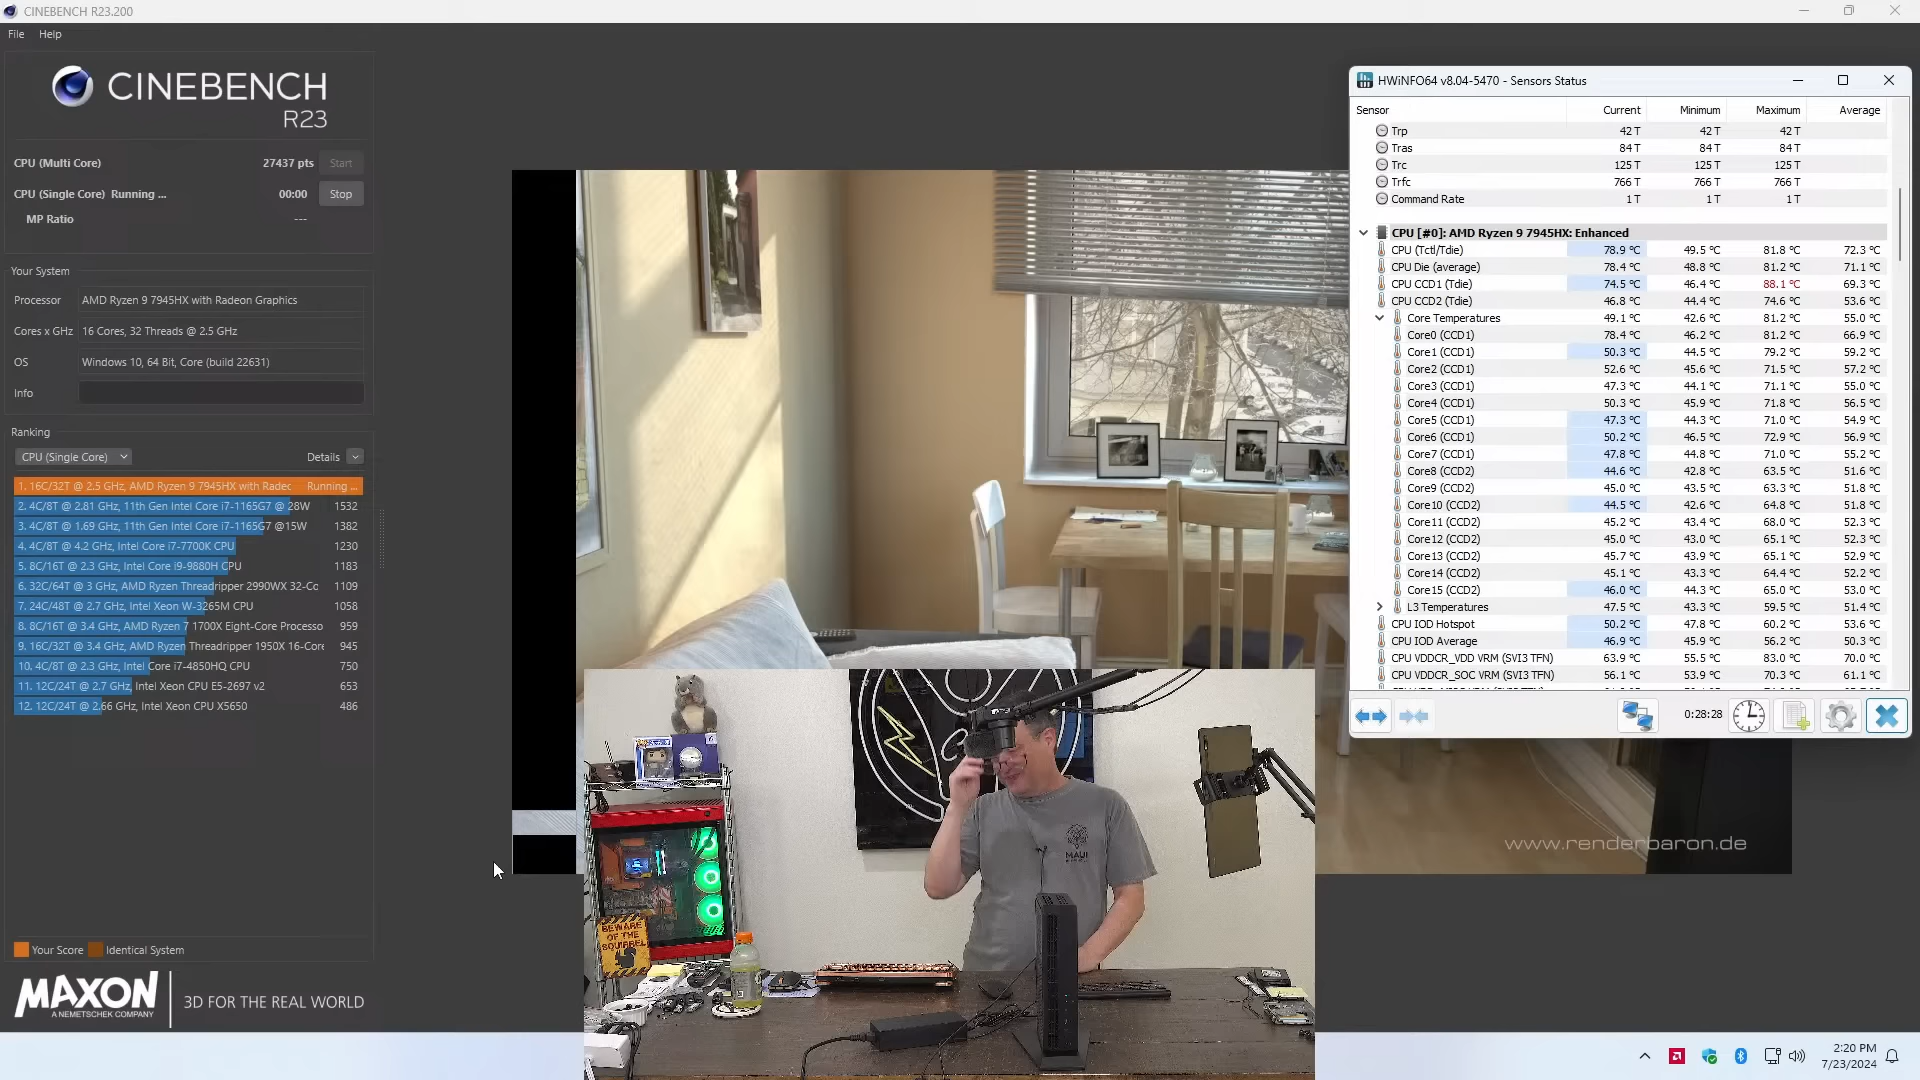 CINEBENCH R23.200
File Help
CINEBENCH
R23
CPU (Multi Core) 27437 pts Start
CPU (Single Core) Running ... 00:00 Stop
MP Ratio ---
Your System
Processor AMD Ryzen 9 7945HX with Radeon Graphics
Cores x GHz 16 Cores, 32 Threads @ 2.5 GHz
OS Windows 10, 64 Bit, Core (build 22631)
Info
Ranking
CPU (Single Core) Details
1. 16C/32T @ 2.5 GHz, AMD Ryzen 9 7945HX with Radec Running ...
2. 4C/8T @ 2.81 GHz, 11th Gen Intel Core i7-1165G7 @ 28W 1532
3. 4C/8T @ 1.69 GHz, 11th Gen Intel Core i7-1165G7 @15W 1382
4. 4C/8T @ 4.2 GHz, Intel Core i7-7700K CPU 1230
5. 8C/16T @ 2.3 GHz, Intel Core i9-9880H CPU 1183
6. 32C/64T @ 3 GHz, AMD Ryzen Threadripper 2990WX 32-Co 1109
7. 24C/48T @ 2.7 GHz, Intel Xeon W-3265M CPU 1058
8. 8C/16T @ 3.4 GHz, AMD Ryzen 7 1700X Eight-Core Processo 959
9. 16C/32T @ 3.4 GHz, AMD Ryzen Threadripper 1950X 16-Core 945
10. 4C/8T @ 2.3 GHz, Intel Core i7-4850HQ CPU 750
11. 12C/24T @ 2.7 GHz, Intel Xeon CPU E5-2697 v2 653
12. 12C/24T @ 2.66 GHz, Intel Xeon CPU X5650 486
Your Score Identical System
MAXON
A NEMETSCHEK COMPANY
3D FOR THE REAL WORLD
HWiNFO64 v8.04-5470 - Sensors Status
Sensor Current Minimum Maximum Average
Trp 42 T 42 T 42 T
Tras 84 T 84 T 84 T
Trc 125 T 125 T 125 T
Trfc 766 T 766 T 766 T
Command Rate 1 T 1 T 1 T
CPU [#0]: AMD Ryzen 9 7945HX: Enhanced
CPU (Tctl/Tdie) 78.9 °C 49.5 °C 81.8 °C 72.3 °C
CPU Die (average) 78.4 °C 48.8 °C 81.2 °C 71.1 °C
CPU CCD1 (Tdie) 74.5 °C 46.4 °C 88.1 °C 69.3 °C
CPU CCD2 (Tdie) 46.8 °C 44.4 °C 74.6 °C 53.6 °C
Core Temperatures 49.1 °C 42.6 °C 81.2 °C 55.0 °C
Core0 (CCD1) 78.4 °C 46.2 °C 81.2 °C 66.9 °C
Core1 (CCD1) 50.3 °C 44.5 °C 79.2 °C 59.2 °C
Core2 (CCD1) 52.6 °C 45.6 °C 71.5 °C 57.2 °C
Core3 (CCD1) 47.3 °C 44.1 °C 71.1 °C 55.0 °C
Core4 (CCD1) 50.3 °C 45.9 °C 71.8 °C 56.5 °C
Core5 (CCD1) 47.3 °C 44.3 °C 71.0 °C 54.9 °C
Core6 (CCD1) 50.2 °C 46.5 °C 72.9 °C 56.9 °C
Core7 (CCD1) 47.8 °C 44.8 °C 71.0 °C 55.2 °C
Core8 (CCD2) 44.6 °C 42.8 °C 63.5 °C 51.6 °C
Core9 (CCD2) 45.0 °C 43.5 °C 63.3 °C 51.8 °C
Core10 (CCD2) 44.5 °C 42.6 °C 64.8 °C 51.8 °C
Core11 (CCD2) 45.2 °C 43.4 °C 68.0 °C 52.3 °C
Core12 (CCD2) 45.0 °C 43.0 °C 65.1 °C 52.3 °C
Core13 (CCD2) 45.7 °C 43.9 °C 65.1 °C 52.9 °C
Core14 (CCD2) 45.1 °C 43.3 °C 64.4 °C 52.2 °C
Core15 (CCD2) 46.0 °C 44.3 °C 65.0 °C 53.0 °C
L3 Temperatures 47.5 °C 43.3 °C 59.5 °C 51.4 °C
CPU IOD Hotspot 50.2 °C 47.8 °C 60.2 °C 53.6 °C
CPU IOD Average 46.9 °C 45.9 °C 56.2 °C 50.3 °C
CPU VDDCR_VDD VRM (SVI3 TFN) 63.9 °C 55.5 °C 83.0 °C 70.0 °C
CPU VDDCR_SOC VRM (SVI3 TFN) 56.1 °C 53.9 °C 70.3 °C 61.1 °C
0:28:28
www.renderbaron.de
BEWARE
OF THE
SQUIRREL
MAUI
2:20 PM
7/23/2024